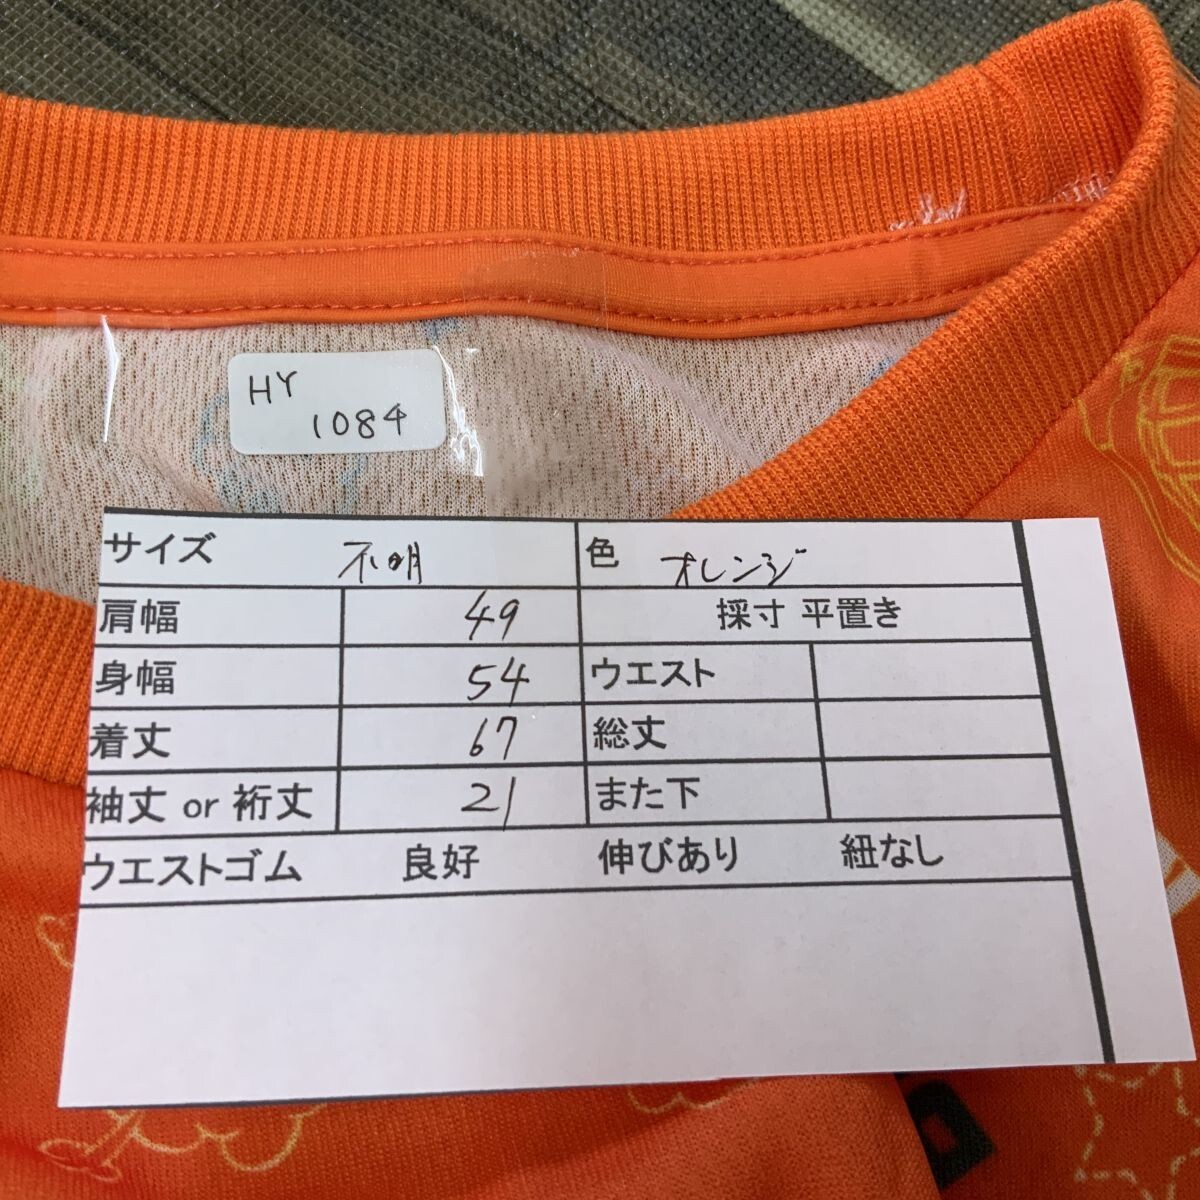 HY
1084
サイズ 不明 色 オレンジ
肩幅 49 採寸 平置き
身幅 54 ウエスト
着丈 67 総丈
袖丈 or 裄丈 21 また下
ウエストゴム 良好 伸びあり 紐なし